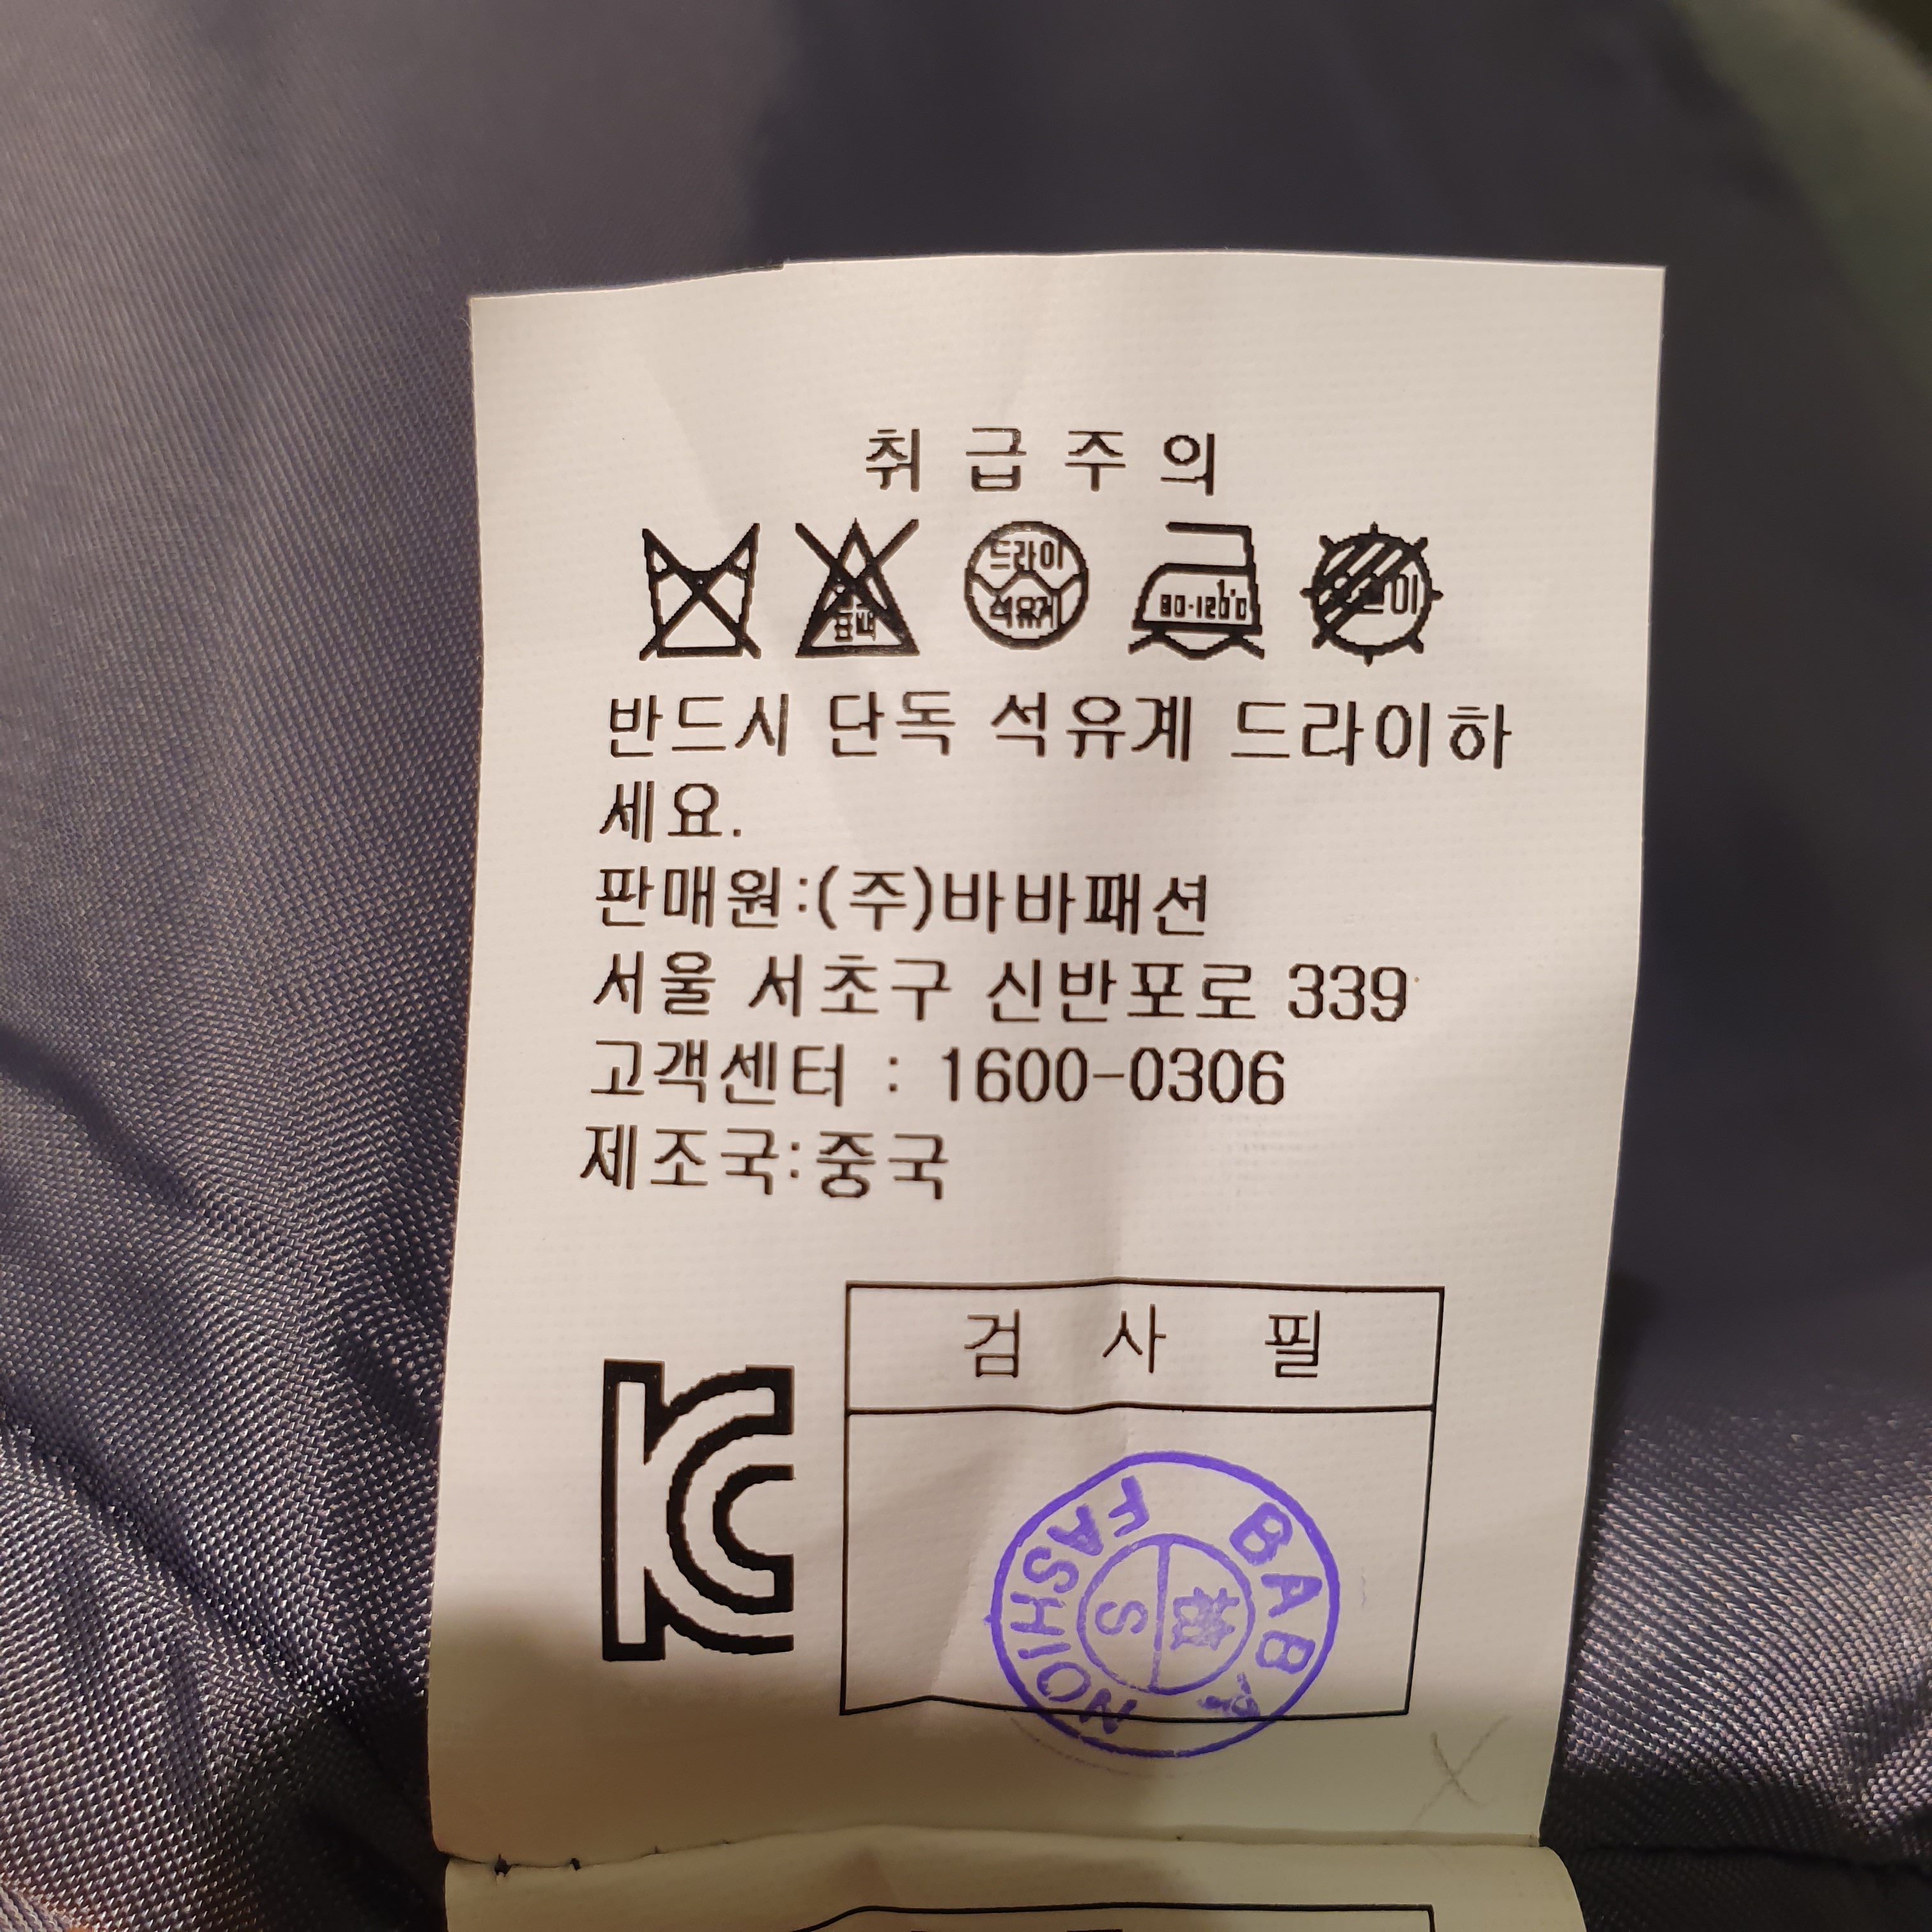 취급주의
표백
드라이
석유계
80-120℃
반드시 단독 석유계 드라이하
세요.
판매원:(주)바바패션
서울 서초구 신반포로 339
고객센터 : 1600-0306
제조국:중국
검 사 필
KC
BABA
FASHION
S